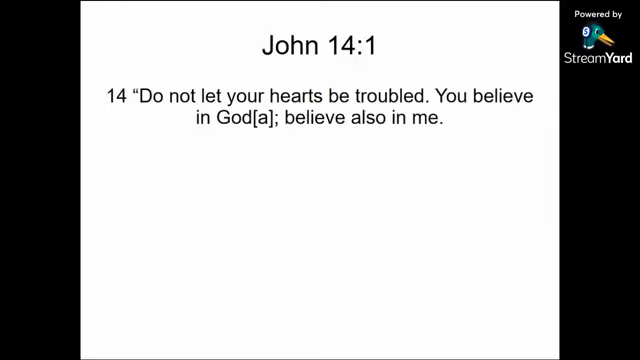 John 14:1
14 “Do not let your hearts be troubled. You believe
in God[a]; believe also in me.
Powered by
StreamYard